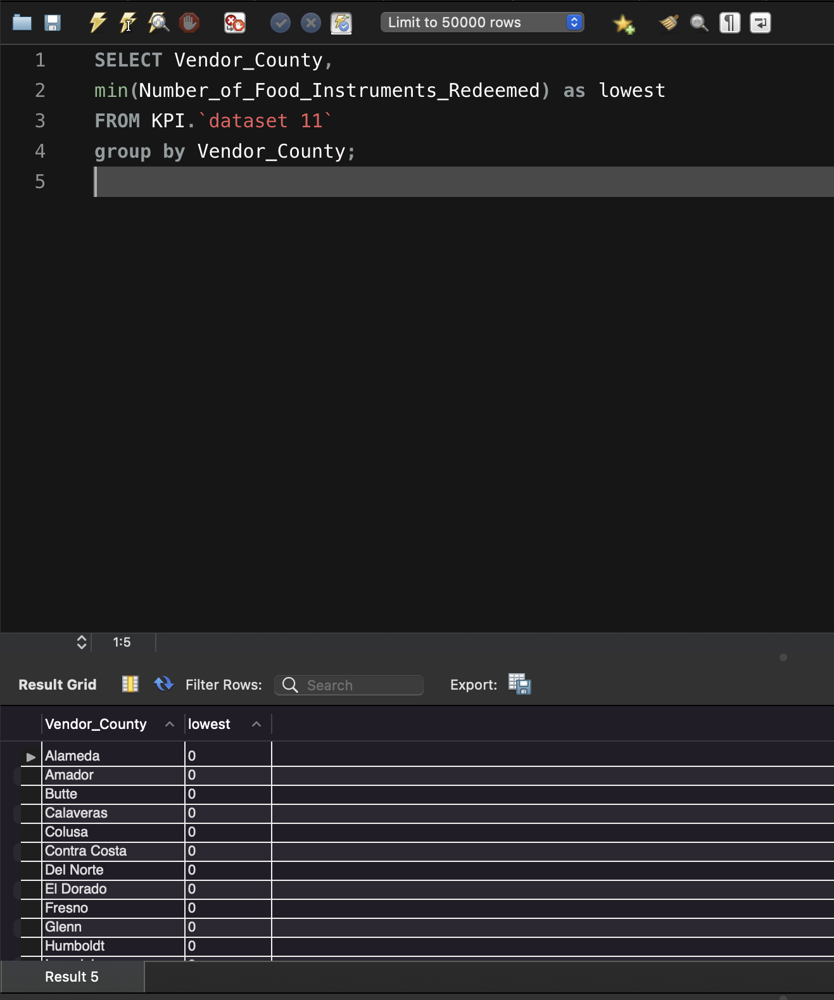 Limit to 50000 rows
1 SELECT Vendor_County,
2 min(Number_of_Food_Instruments_Redeemed) as lowest
3 FROM KPI.`dataset 11`
4 group by Vendor_County;
5
1:5
Result Grid Filter Rows: Search Export:
Vendor_County lowest
Alameda 0
Amador 0
Butte 0
Calaveras 0
Colusa 0
Contra Costa 0
Del Norte 0
El Dorado 0
Fresno 0
Glenn 0
Humboldt 0
Result 5